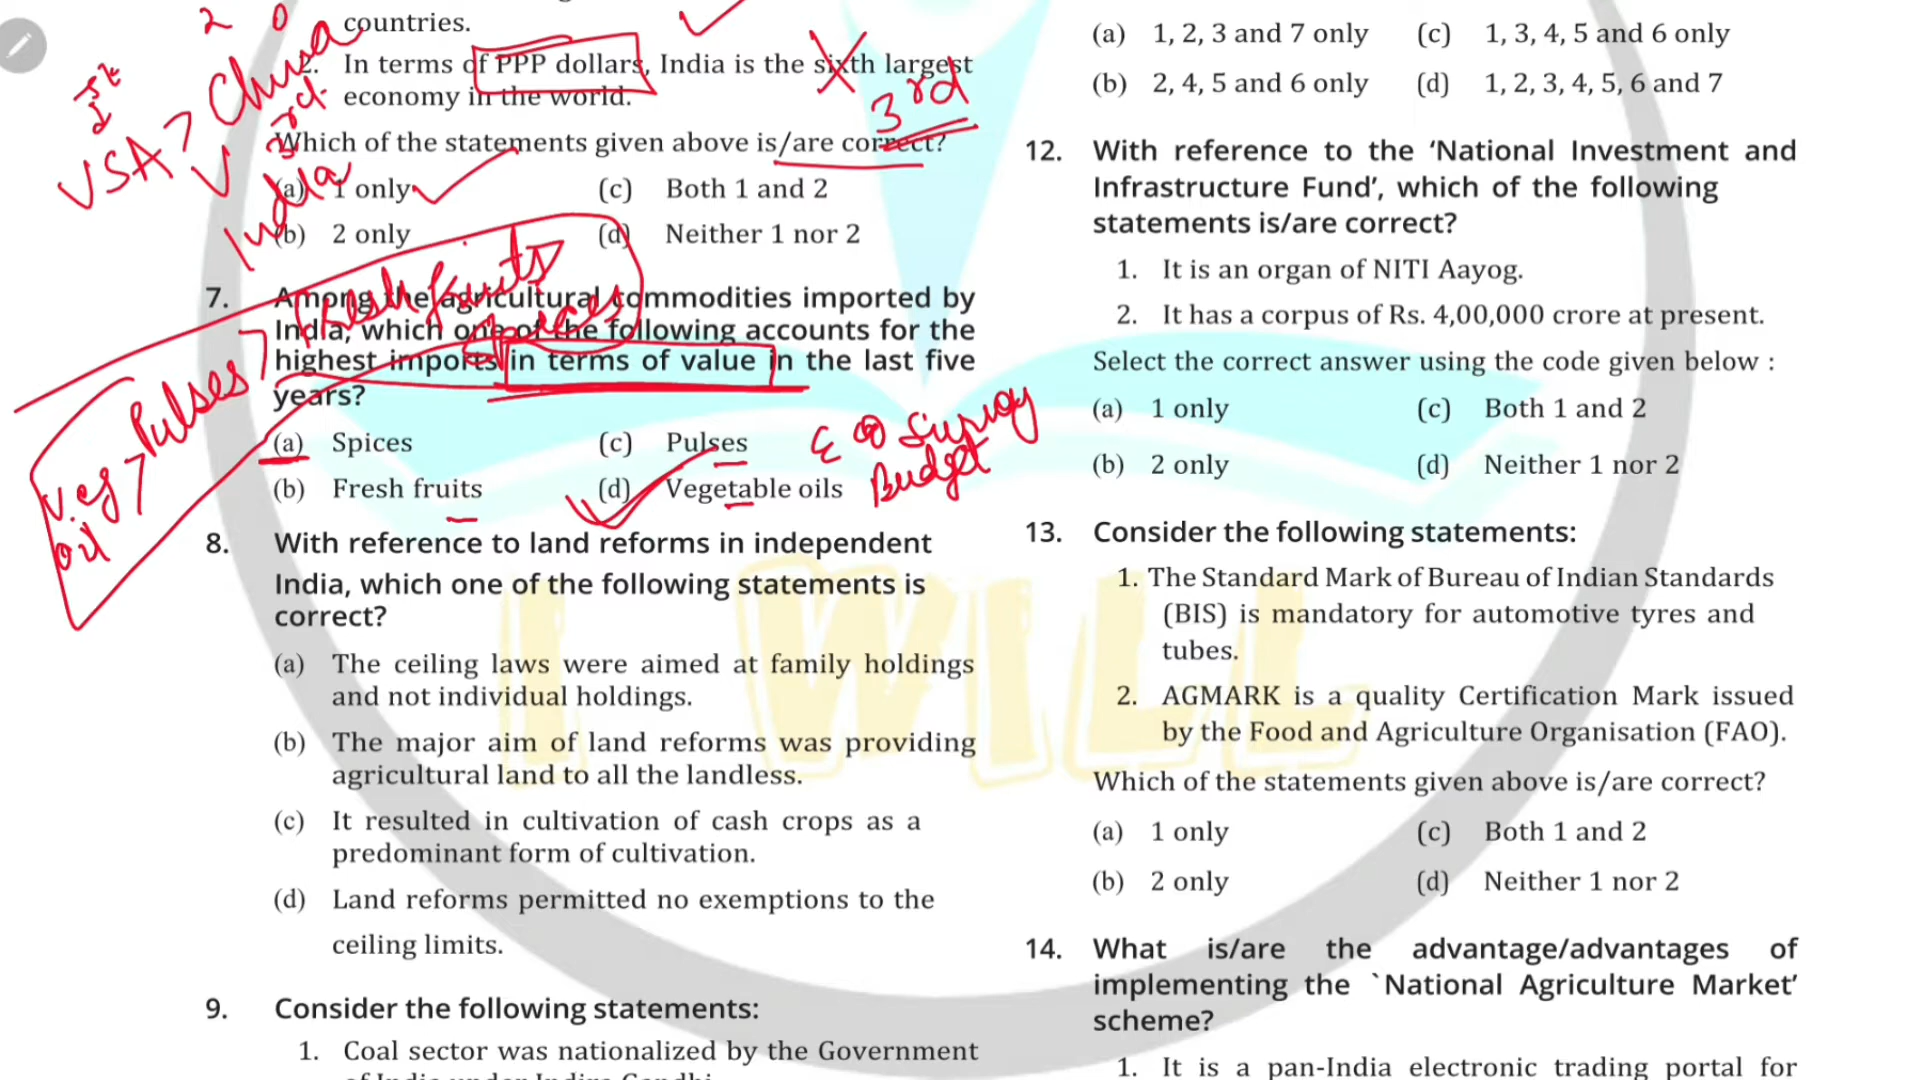 countries.
2. In terms of PPP dollars, India is the sixth largest
economy in the world.
Which of the statements given above is/are correct?
(a) 1 only
(c) Both 1 and 2
(b) 2 only
(d) Neither 1 nor 2
2 0
1st
USA > China
3rd
India
3rd
7. Among the agricultural commodities imported by
India, which one of the following accounts for the
highest imports in terms of value in the last five
years?
(a) Spices
(c) Pulses
(b) Fresh fruits
(d) Vegetable oils
Veg oil > Pulses > Fresh fruits
Spices
Survey
Budget
8. With reference to land reforms in independent
India, which one of the following statements is
correct?
(a) The ceiling laws were aimed at family holdings
and not individual holdings.
(b) The major aim of land reforms was providing
agricultural land to all the landless.
(c) It resulted in cultivation of cash crops as a
predominant form of cultivation.
(d) Land reforms permitted no exemptions to the
ceiling limits.
9. Consider the following statements:
1. Coal sector was nationalized by the Government
of India under Indira Gandhi.
(a) 1, 2, 3 and 7 only
(c) 1, 3, 4, 5 and 6 only
(b) 2, 4, 5 and 6 only
(d) 1, 2, 3, 4, 5, 6 and 7
12. With reference to the ‘National Investment and
Infrastructure Fund’, which of the following
statements is/are correct?
1. It is an organ of NITI Aayog.
2. It has a corpus of Rs. 4,00,000 crore at present.
Select the correct answer using the code given below :
(a) 1 only
(c) Both 1 and 2
(b) 2 only
(d) Neither 1 nor 2
13. Consider the following statements:
1. The Standard Mark of Bureau of Indian Standards
(BIS) is mandatory for automotive tyres and
tubes.
2. AGMARK is a quality Certification Mark issued
by the Food and Agriculture Organisation (FAO).
Which of the statements given above is/are correct?
(a) 1 only
(c) Both 1 and 2
(b) 2 only
(d) Neither 1 nor 2
14. What is/are the advantage/advantages of
implementing the `National Agriculture Market’
scheme?
1. It is a pan-India electronic trading portal for
I WILL